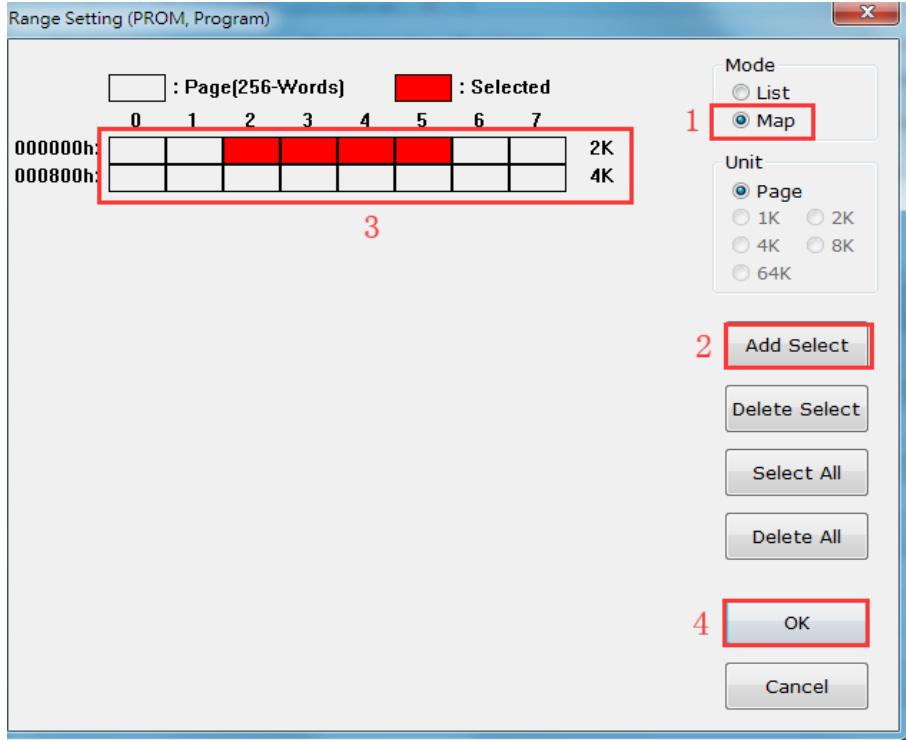 Range Setting (PROM, Program)
x
: Page(256-Words) : Selected
0 1 2 3 4 5 6 7
000000h: 2K
000800h: 4K
3
Mode
List
1 Map
Unit
Page
1K 2K
4K 8K
64K
2 Add Select
Delete Select
Select All
Delete All
4 OK
Cancel